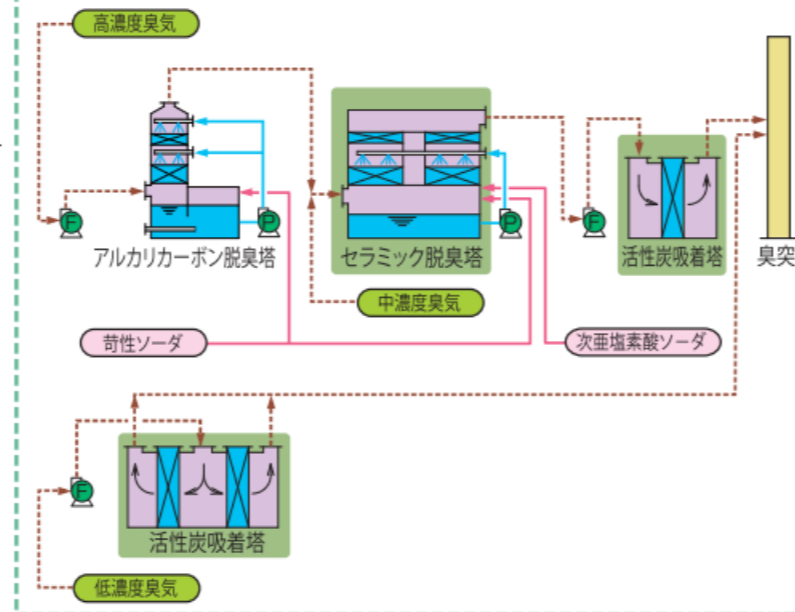 高濃度臭気
F
P
アルカリカーボン脱臭塔
P
セラミック脱臭塔
F
活性炭吸着塔
臭突
中濃度臭気
苛性ソーダ
次亜塩素酸ソーダ
F
活性炭吸着塔
低濃度臭気